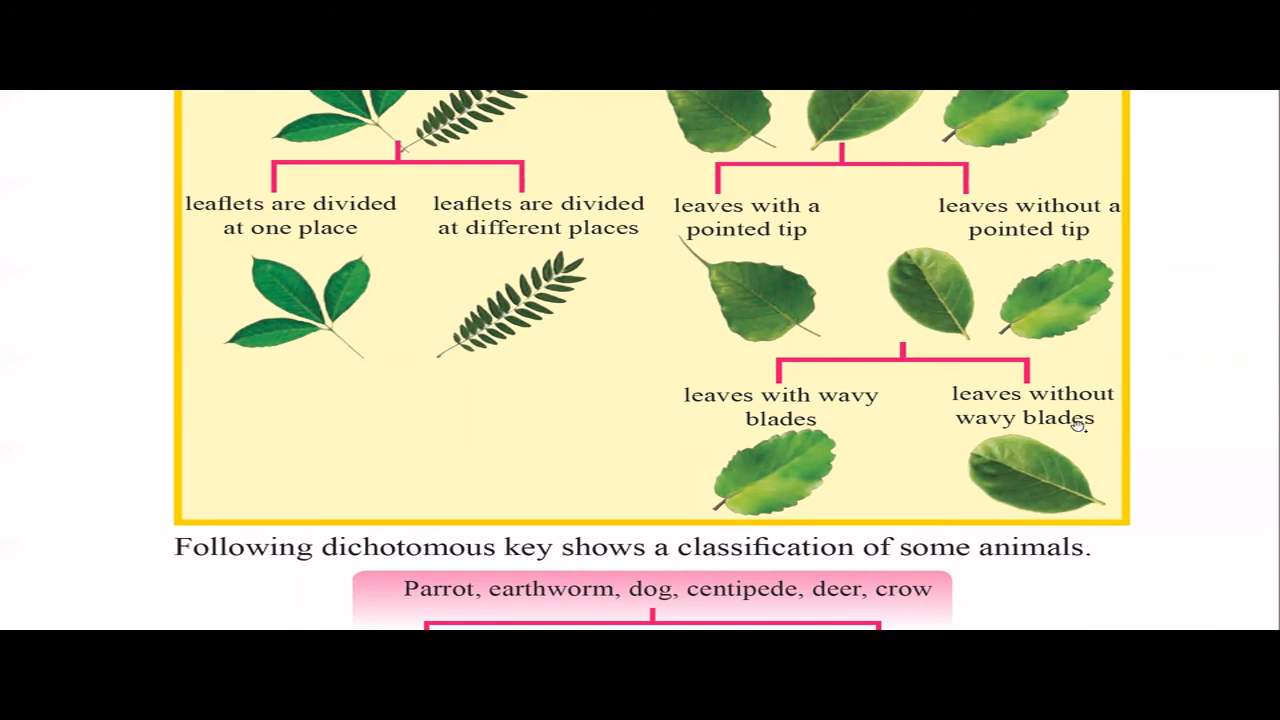 leaflets are divided
at one place
leaflets are divided
at different places
leaves with a
pointed tip
leaves without a
pointed tip
leaves with wavy
blades
leaves without
wavy blades
Following dichotomous key shows a classification of some animals.
Parrot, earthworm, dog, centipede, deer, crow